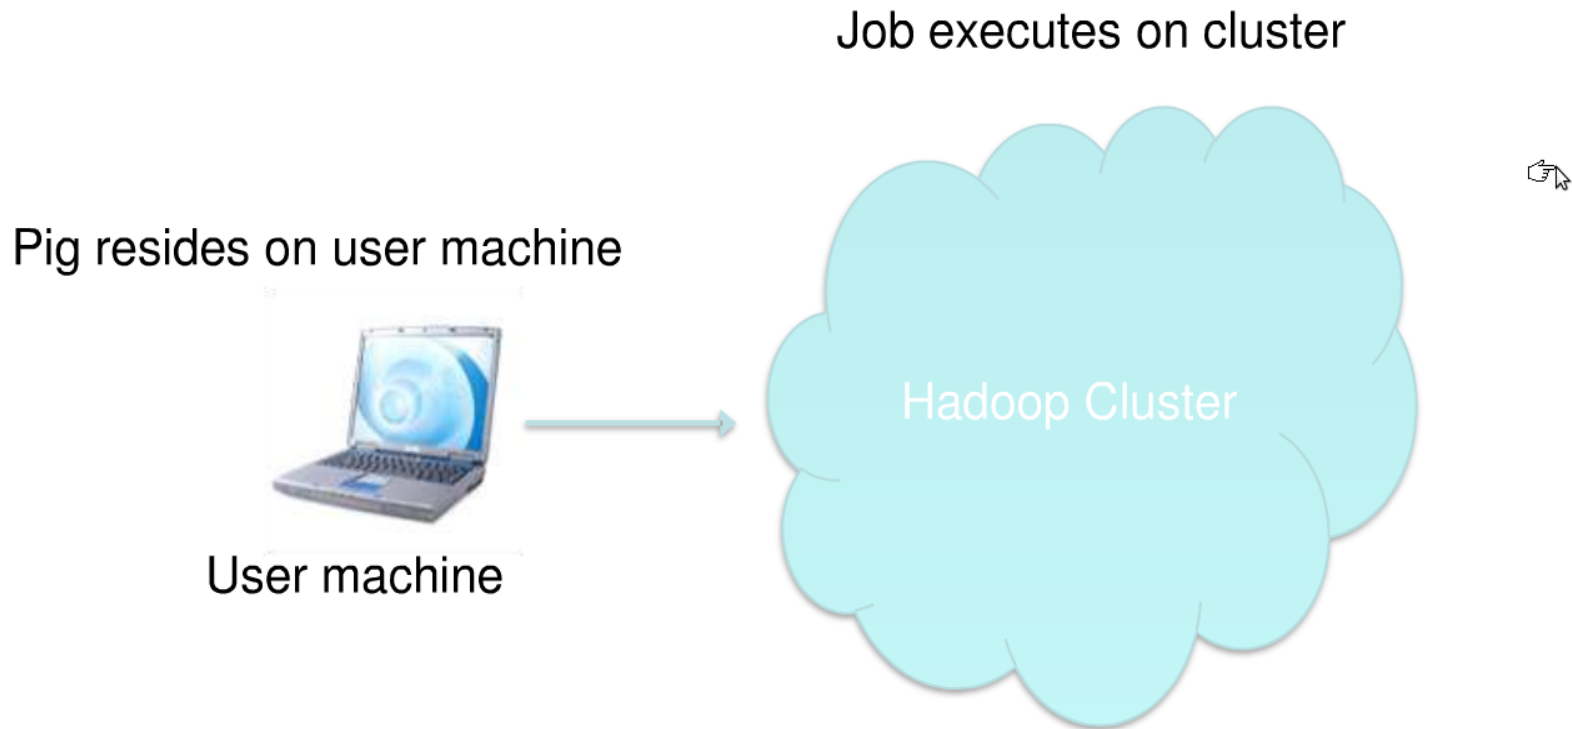 Job executes on cluster
Pig resides on user machine
Hadoop Cluster
User machine